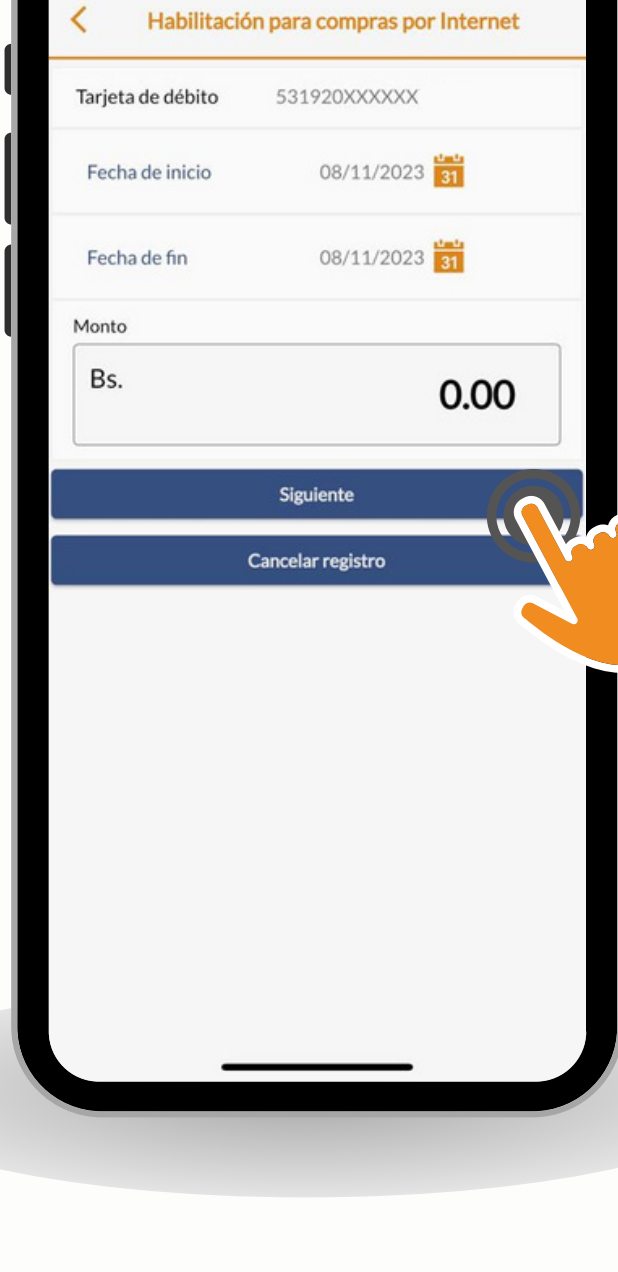 Habilitación para compras por Internet
Tarjeta de débito 531920XXXXXX
Fecha de inicio 08/11/2023 31
Fecha de fin 08/11/2023 31
Monto
Bs. 0.00
Siguiente
Cancelar registro